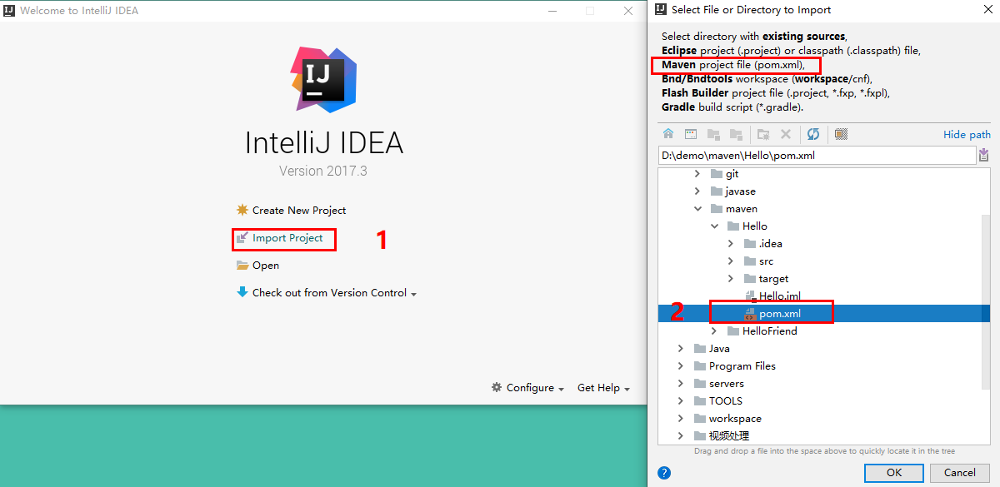 Welcome to IntelliJ IDEA
IJ
IntelliJ IDEA
Version 2017.3
Create New Project
Import Project
1
Open
Check out from Version Control
Configure
Get Help
Select File or Directory to Import
Select directory with existing sources,
Eclipse project (.project) or classpath (.classpath) file,
Maven project file (pom.xml),
Bnd/Bndtools workspace (workspace/cnf),
Flash Builder project file (.project, *.fxp, *.fxpl),
Gradle build script (*.gradle).
Hide path
D:\demo\maven\Hello\pom.xml
git
javase
maven
Hello
.idea
src
target
Hello.iml
2 pom.xml
HelloFriend
Java
Program Files
servers
TOOLS
workspace
视频处理
Drag and drop a file into the space above to quickly locate it in the tree
?
OK
Cancel